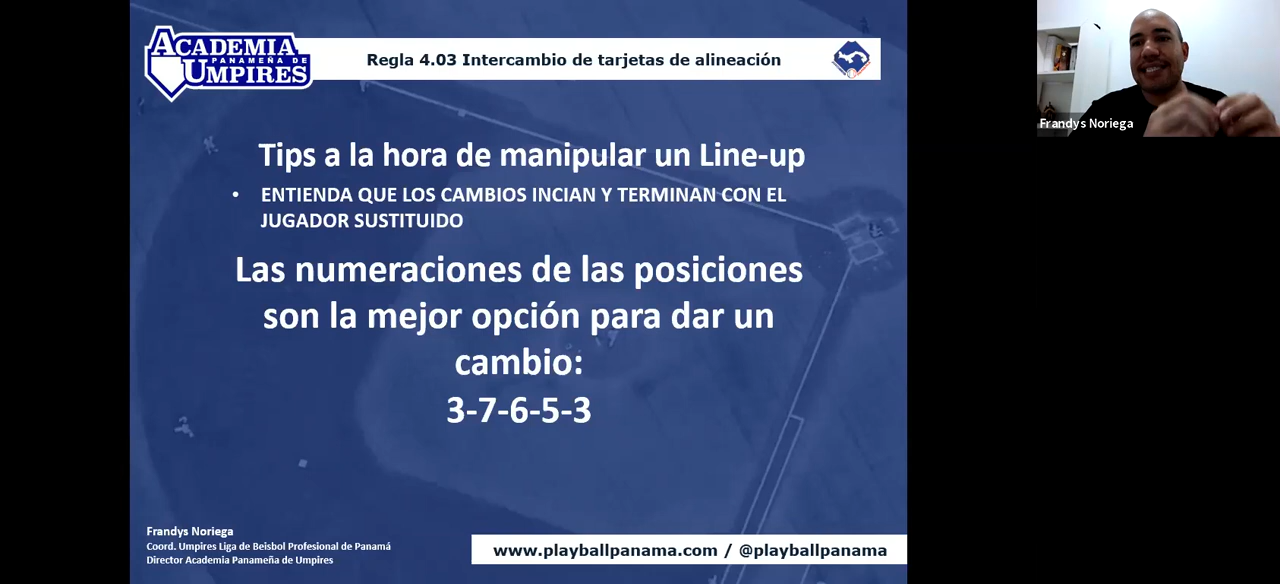 ACADEMIA
PANAMEÑA DE
UMPIRES
Regla 4.03 Intercambio de tarjetas de alineación
Frandys Noriega
Tips a la hora de manipular un Line-up
• ENTIENDA QUE LOS CAMBIOS INCIAN Y TERMINAN CON EL
JUGADOR SUSTITUIDO
Las numeraciones de las posiciones
son la mejor opción para dar un
cambio:
3-7-6-5-3
Frandys Noriega
Coord. Umpires Liga de Beisbol Profesional de Panamá
Director Academia Panameña de Umpires
www.playballpanama.com / @playballpanama